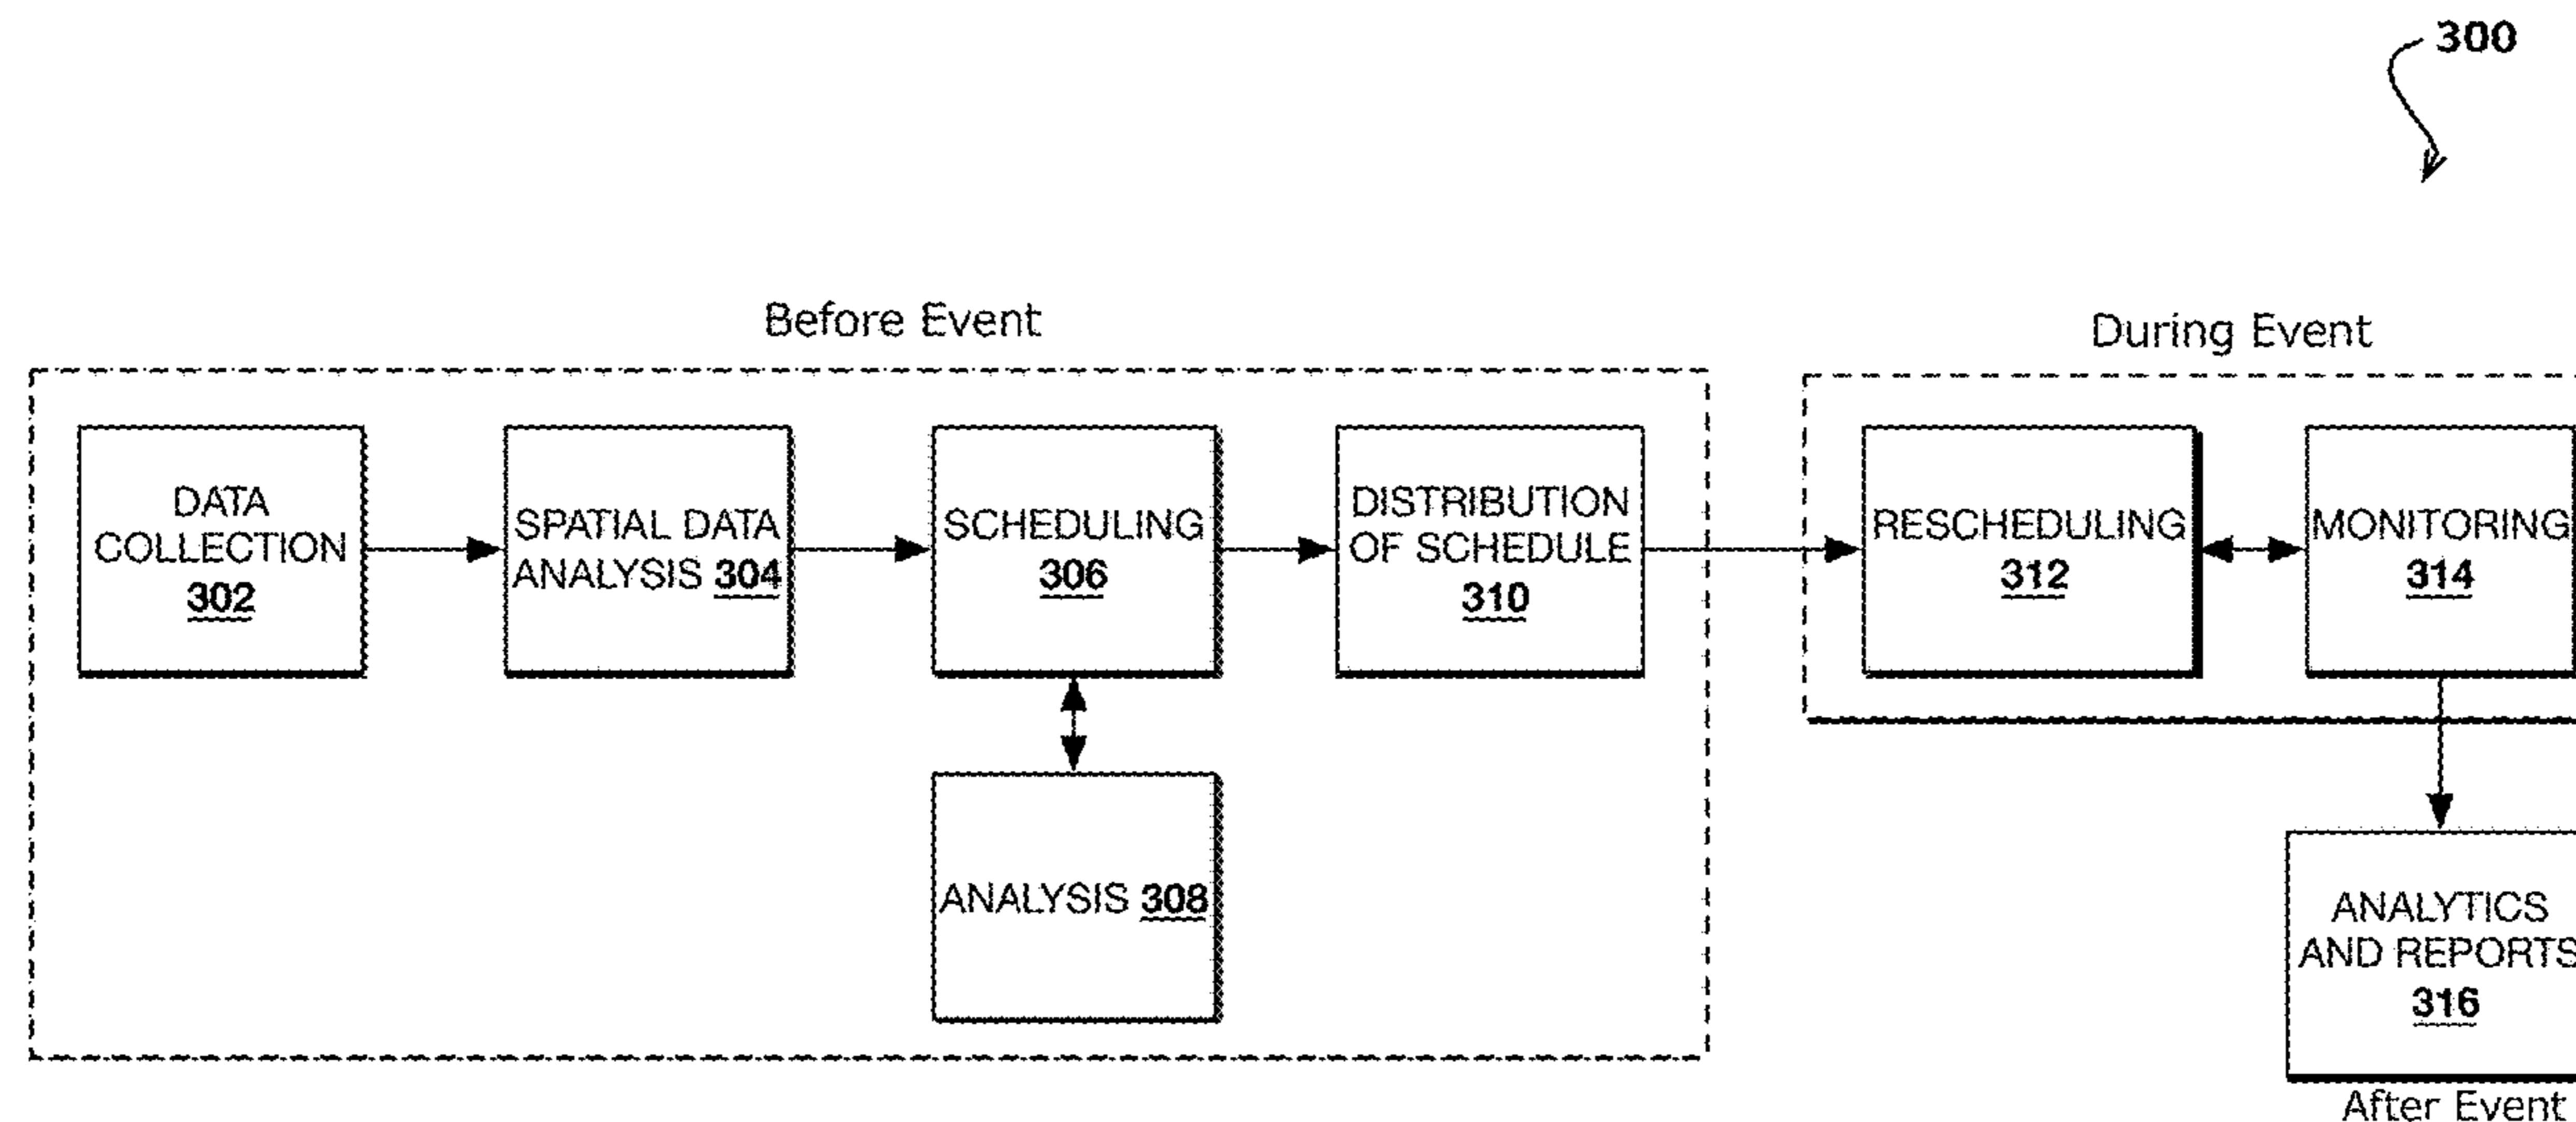 300
Before Event
During Event
DATA
COLLECTION
302
SPATIAL DATA
ANALYSIS 304
SCHEDULING
306
DISTRIBUTION
OF SCHEDULE
310
RESCHEDULING
312
MONITORING
314
ANALYSIS 308
ANALYTICS
AND REPORTS
316
After Event